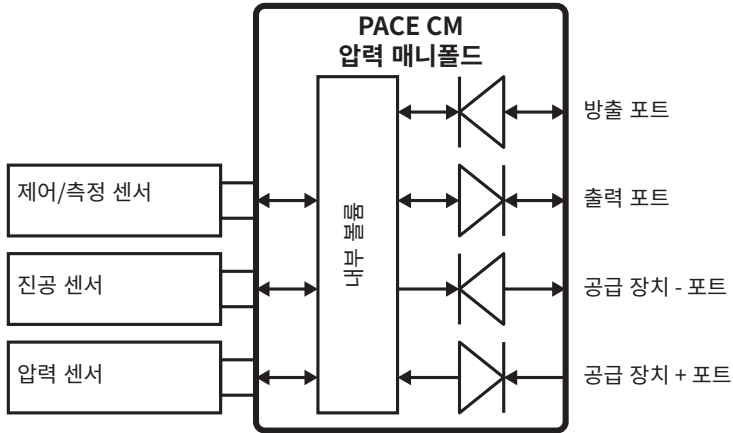 PACE CM
압력 매니폴드
방출 포트
제어/측정 센서
출력 포트
내부 볼륨
진공 센서
공급 장치 - 포트
압력 센서
공급 장치 + 포트